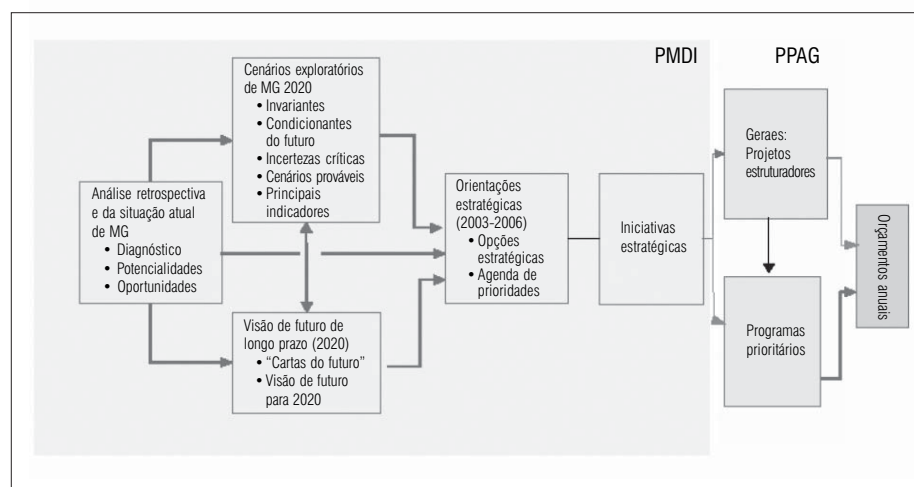 PMDI
PPAG
Análise retrospectiva
e da situação atual
de MG
• Diagnóstico
• Potencialidades
• Oportunidades
Cenários exploratórios
de MG 2020
• Invariantes
• Condicionantes
do futuro
• Incertezas críticas
• Cenários prováveis
• Principais
indicadores
Visão de futuro de
longo prazo (2020)
• “Cartas do futuro”
• Visão de futuro
para 2020
Orientações
estratégicas
(2003-2006)
• Opções
estratégicas
• Agenda de
prioridades
Iniciativas
estratégicas
Geraes:
Projetos
estruturadores
Programas
prioritários
Orçamentos anuais